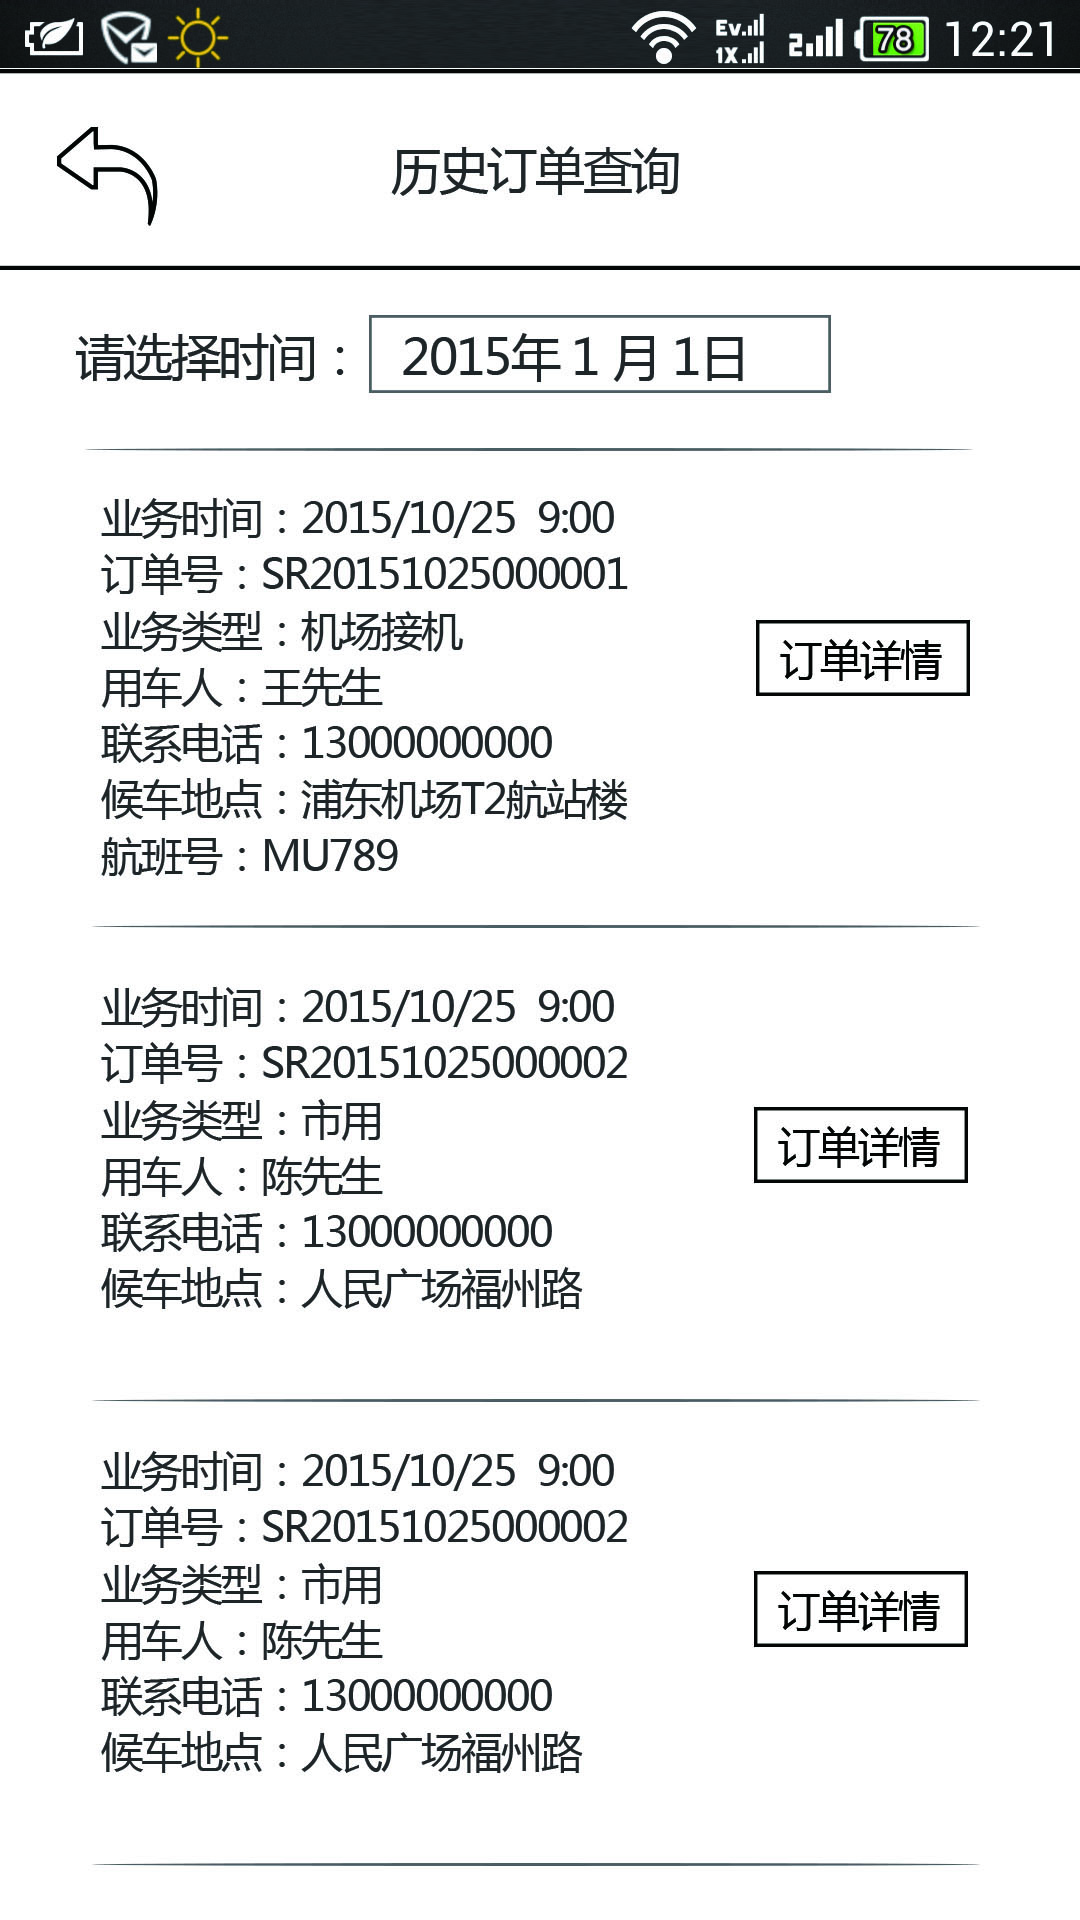 Ev.
1X
2
78
12:21
历史订单查询
请选择时间：
2015年 1 月 1日
业务时间：2015/10/25 9:00
订单号：SR20151025000001
业务类型：机场接机
用车人：王先生
联系电话：13000000000
候车地点：浦东机场T2航站楼
航班号：MU789
订单详情
业务时间：2015/10/25 9:00
订单号：SR20151025000002
业务类型：市用
用车人：陈先生
联系电话：13000000000
候车地点：人民广场福州路
订单详情
业务时间：2015/10/25 9:00
订单号：SR20151025000002
业务类型：市用
用车人：陈先生
联系电话：13000000000
候车地点：人民广场福州路
订单详情